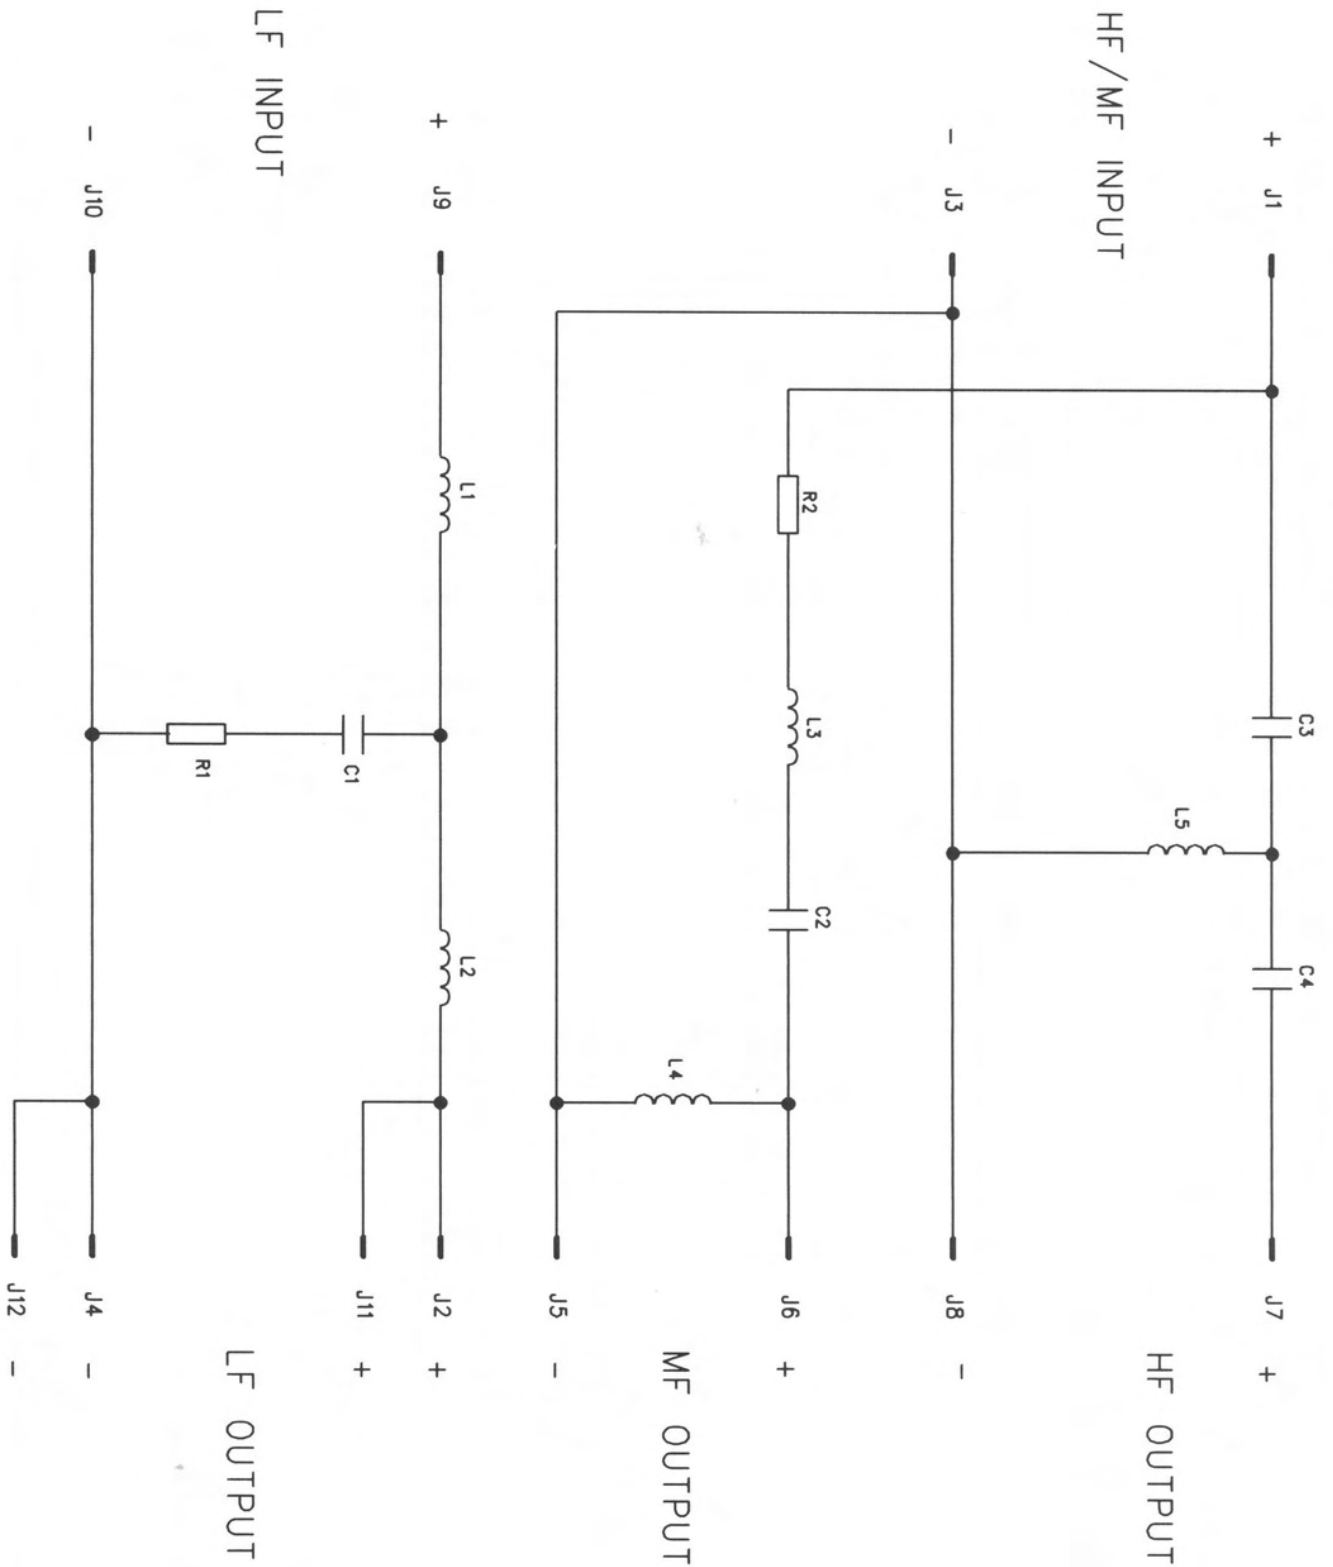 HF/MF INPUT
+ J1
C3
C4
J7 +
HF OUTPUT
L5
- J3
J8 -
R2
L3
C2
J6 +
MF OUTPUT
L4
J5 -
LF INPUT
+ J9
L1
L2
J2 +
J11 +
C1
R1
LF OUTPUT
- J10
J4 -
J12 -